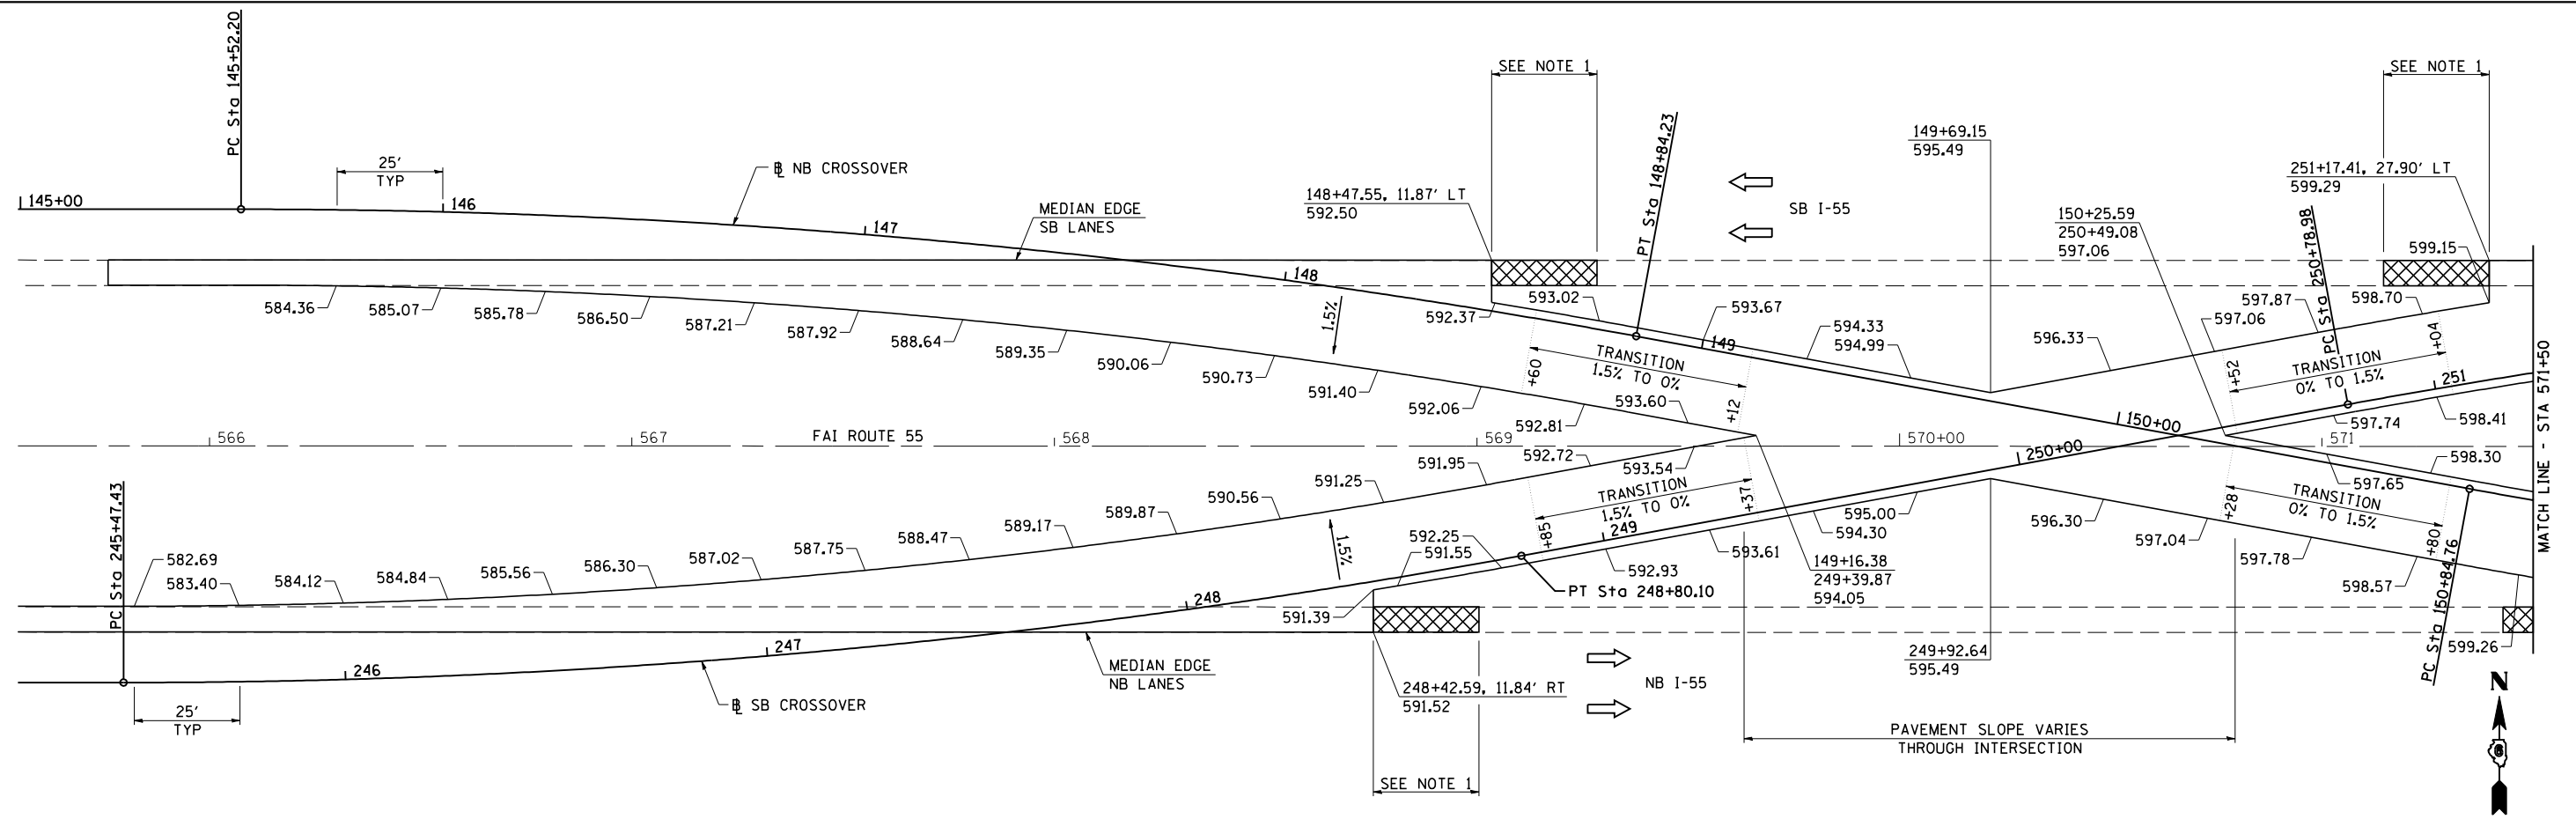 PC Sta 145+52.20
SEE NOTE 1
SEE NOTE 1
149+69.15
595.49
25'
TYP
℄ NB CROSSOVER
PT Sta 148+84.23
251+17.41, 27.90' LT
599.29
145+00
146
147
148
MEDIAN EDGE
SB LANES
148+47.55, 11.87' LT
592.50
SB I-55
150+25.59
250+49.08
597.06
PC Sta 250+78.98
599.15
584.36
585.07
585.78
586.50
587.21
587.92
588.64
589.35
590.06
590.73
591.40
592.06
592.81
593.60
1.5%
592.37
593.02
593.67
594.33
594.99
149
596.33
597.06
597.87
598.70
+60
TRANSITION
1.5% TO 0%
+12
+52
TRANSITION
0% TO 1.5%
+04
251
MATCH LINE - STA 571+50
566
567
FAI ROUTE 55
568
569
570+00
571
150+00
250+00
597.74
598.41
598.30
597.65
PC Sta 245+47.43
582.69
583.40
584.12
584.84
585.56
586.30
587.02
587.75
588.47
589.17
589.87
590.56
591.25
591.95
592.72
593.54
1.5%
+85
TRANSITION
1.5% TO 0%
+37
249
592.25
591.55
592.93
593.61
594.30
595.00
596.30
597.04
597.78
598.57
+28
TRANSITION
0% TO 1.5%
+80
149+16.38
249+39.87
594.05
PT Sta 248+80.10
591.39
248
247
246
MEDIAN EDGE
NB LANES
℄ SB CROSSOVER
25'
TYP
248+42.59, 11.84' RT
591.52
NB I-55
249+92.64
595.49
PC Sta 150+84.76
599.26
PAVEMENT SLOPE VARIES
THROUGH INTERSECTION
SEE NOTE 1
N